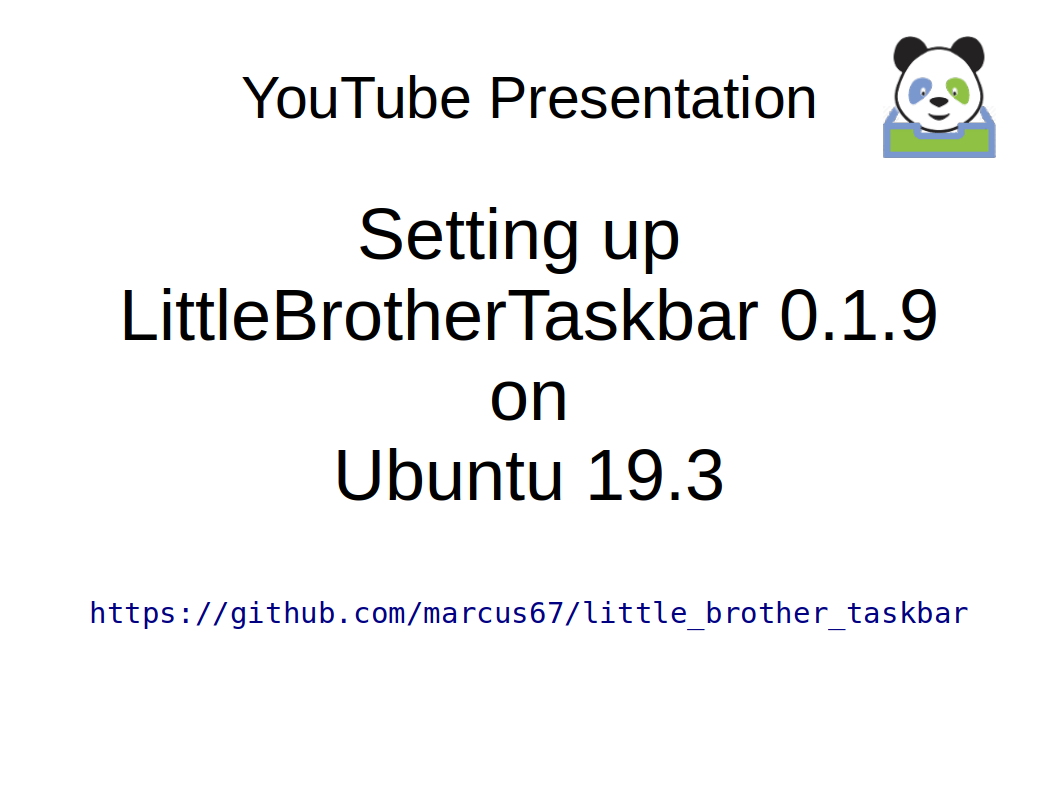 YouTube Presentation
Setting up
LittleBrotherTaskbar 0.1.9
on
Ubuntu 19.3
https://github.com/marcus67/little_brother_taskbar